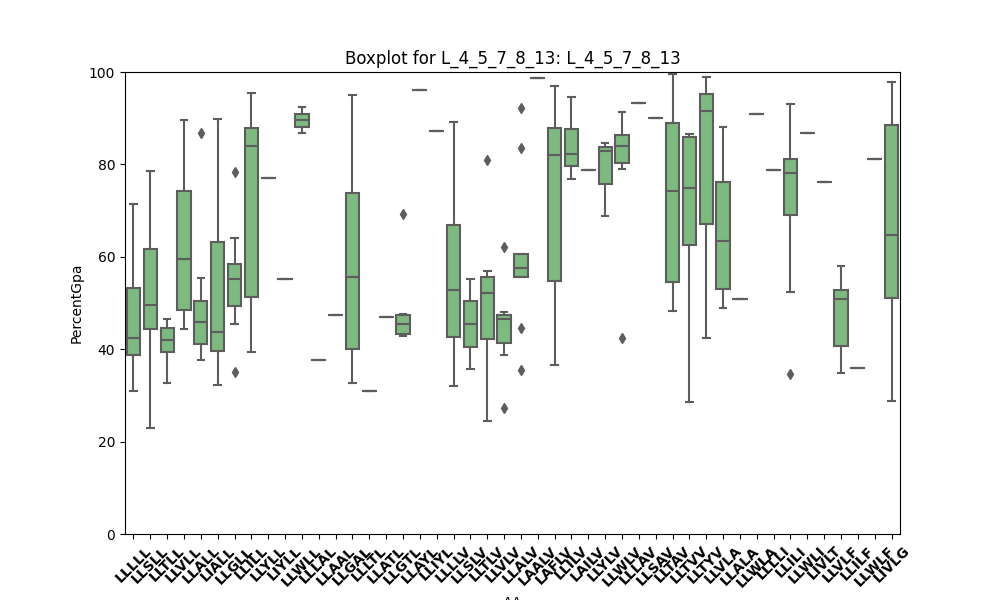 Boxplot for L_4_5_7_8_13: L_4_5_7_8_13
PercentGpa
100
80
60
40
20
0
LLLLL LLSLL LLTLL LLVLL LLALL LIALL LLGLL LLILL LLYLL LIYLL LLWLL LLLAL LLAAL LLGAL LLLTL LLATL LLGTL LLAYL LLIYL LLLLV LLSLV LLTLV LLVLV LLALV LAALV LAFLV LLILV LAILV LLYLV LLWLV LLLAV LLSAV LLTAV LLTVV LLTYV LLVLA LLALA LLWLA LLLLI LLILI LLWLI LIVLT LLVLF LLILF LLWLF LIVLG
AA